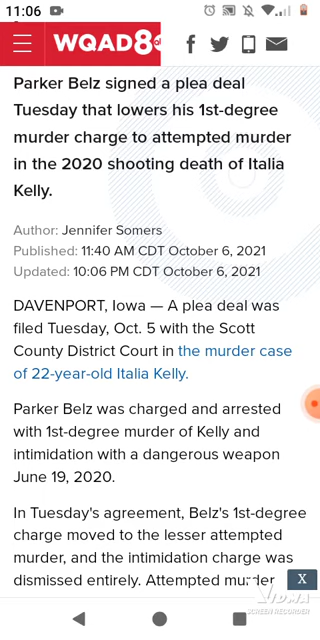 11:06
WQAD8
Parker Belz signed a plea deal
Tuesday that lowers his 1st-degree
murder charge to attempted murder
in the 2020 shooting death of Italia
Kelly.
Author: Jennifer Somers
Published: 11:40 AM CDT October 6, 2021
Updated: 10:06 PM CDT October 6, 2021
DAVENPORT, Iowa — A plea deal was
filed Tuesday, Oct. 5 with the Scott
County District Court in the murder case
of 22-year-old Italia Kelly.
Parker Belz was charged and arrested
with 1st-degree murder of Kelly and
intimidation with a dangerous weapon
June 19, 2020.
In Tuesday's agreement, Belz's 1st-degree
charge moved to the lesser attempted
murder, and the intimidation charge was
dismissed entirely. Attempted murder
X
VIDMA
SCREEN RECORDER